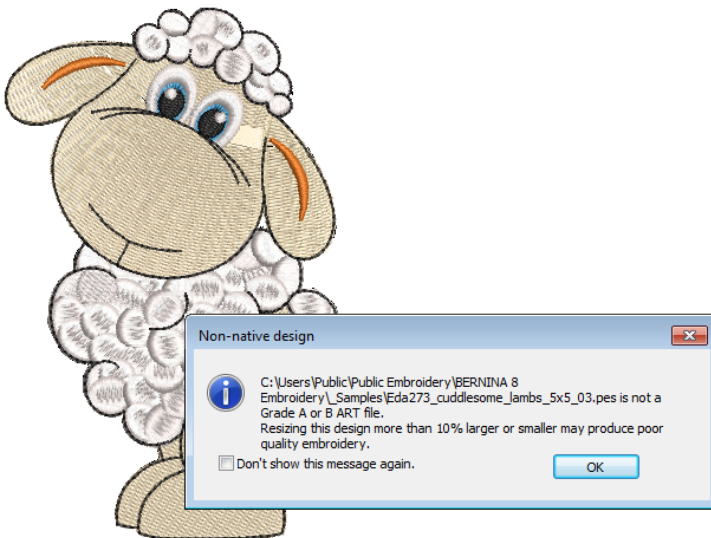 Non-native design
C:\Users\Public\Public Embroidery\BERNINA 8
Embroidery\_Samples\Eda273_cuddlesome_lambs_5x5_03.pes is not a
Grade A or B ART file.
Resizing this design more than 10% larger or smaller may produce poor
quality embroidery.
Don't show this message again.
OK